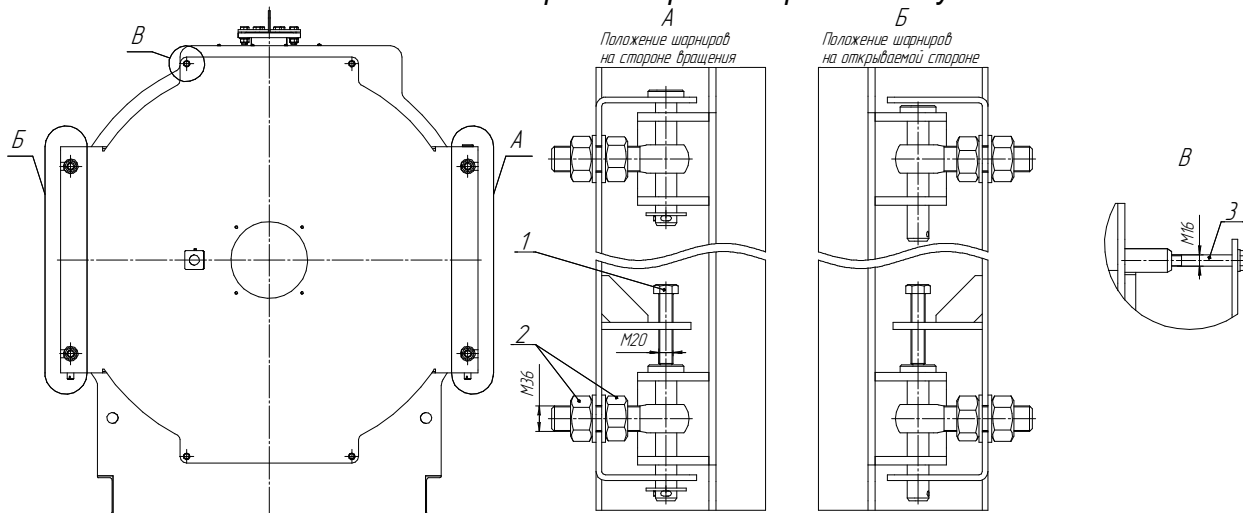 В
Б
А
А
Положение шарниров
на стороне вращения
1
2
М20
М36
Б
Положение шарниров
на открываемой стороне
В
3
М16